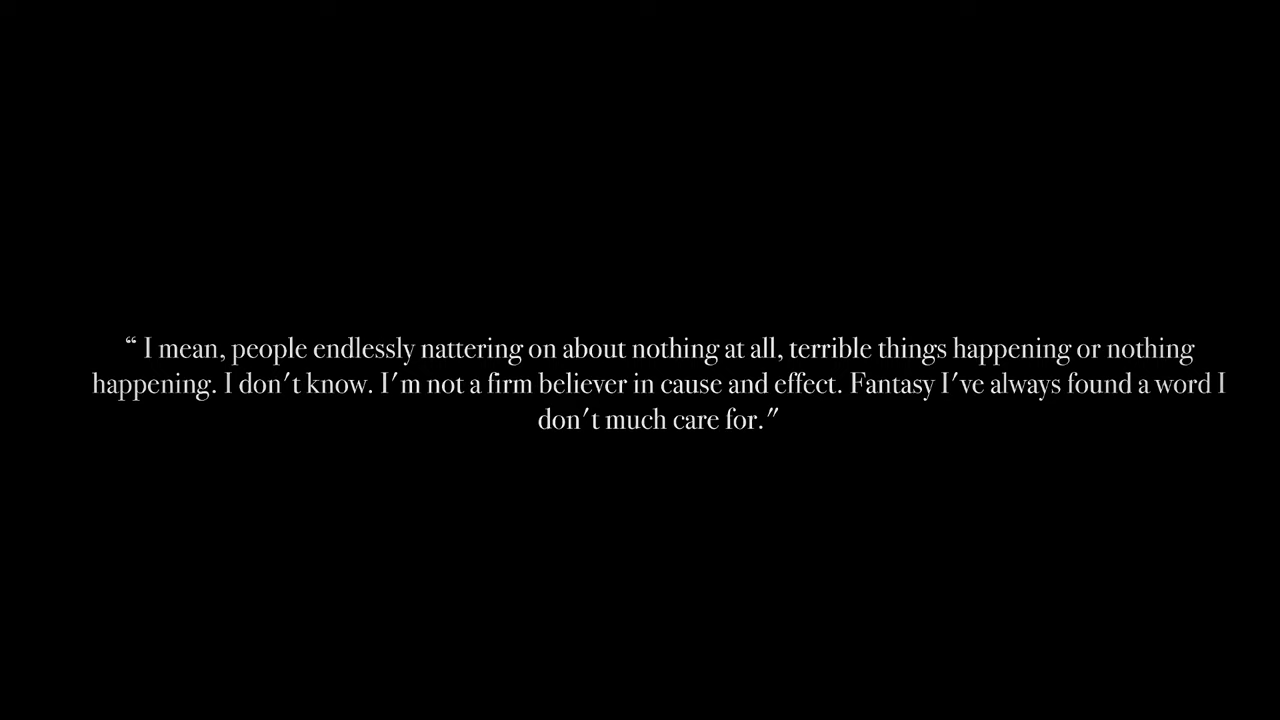 “ I mean, people endlessly nattering on about nothing at all, terrible things happening or nothing
happening. I don't know. I'm not a firm believer in cause and effect. Fantasy I've always found a word I
don't much care for."